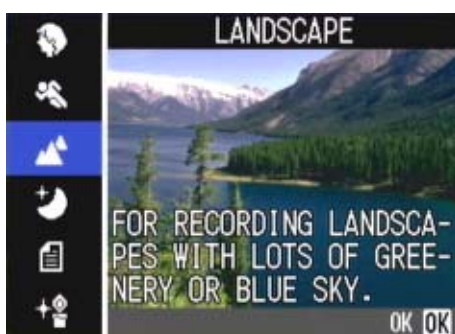 LANDSCAPE
FOR RECORDING LANDSCA-
PES WITH LOTS OF GREE-
NERY OR BLUE SKY.
OK OK